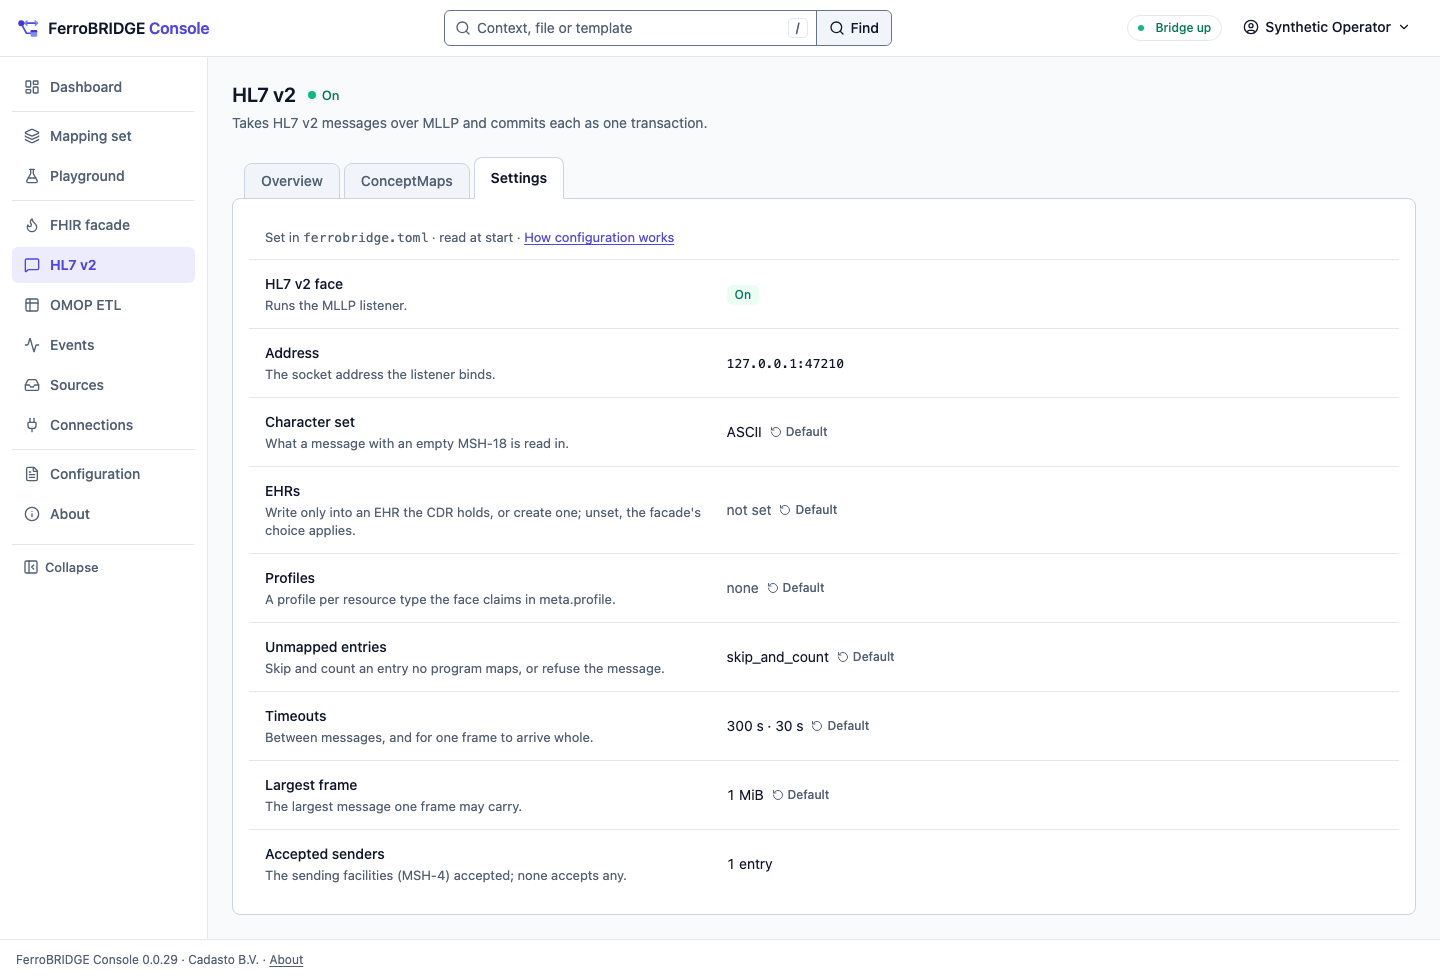 FerroBRIDGE Console
Context, file or template
/
Find
Bridge up
Synthetic Operator
Dashboard
Mapping set
Playground
FHIR facade
HL7 v2
OMOP ETL
Events
Sources
Connections
Configuration
About
Collapse
HL7 v2
On
Takes HL7 v2 messages over MLLP and commits each as one transaction.
Overview
ConceptMaps
Settings
Set in ferrobridge.toml · read at start · How configuration works
HL7 v2 face
Runs the MLLP listener.
On
Address
The socket address the listener binds.
127.0.0.1:47210
Character set
What a message with an empty MSH-18 is read in.
ASCII Default
EHRs
Write only into an EHR the CDR holds, or create one; unset, the facade's
choice applies.
not set Default
Profiles
A profile per resource type the face claims in meta.profile.
none Default
Unmapped entries
Skip and count an entry no program maps, or refuse the message.
skip_and_count Default
Timeouts
Between messages, and for one frame to arrive whole.
300 s · 30 s Default
Largest frame
The largest message one frame may carry.
1 MiB Default
Accepted senders
The sending facilities (MSH-4) accepted; none accepts any.
1 entry
FerroBRIDGE Console 0.0.29 · Cadasto B.V. · About